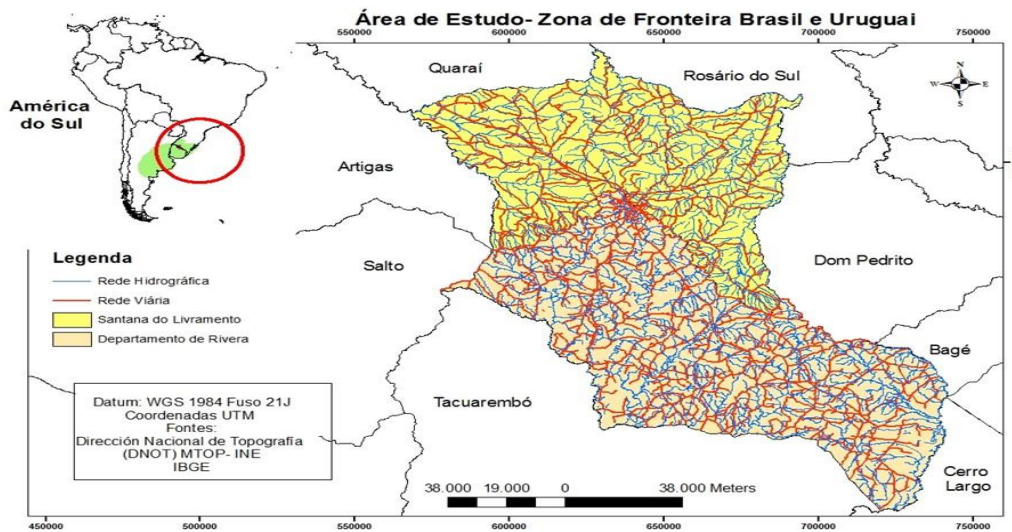 Área de Estudo- Zona de Fronteira Brasil e Uruguai
550000 600000 650000 700000 750000
América
do Sul
Quaraí
Rosário do Sul
N
W E
S
Artigas
Salto
Dom Pedrito
Legenda
Rede Hidrográfica
Rede Viária
Santana do Livramento
Departamento de Rivera
Bagé
Tacuarembó
Datum: WGS 1984 Fuso 21J
Coordenadas UTM
Fontes:
Dirección Nacional de Topografía
(DNOT) MTOP- INE
IBGE
Cerro
Largo
38.000 19.000 0 38.000 Meters
450000 500000 550000 600000 650000 700000 750000